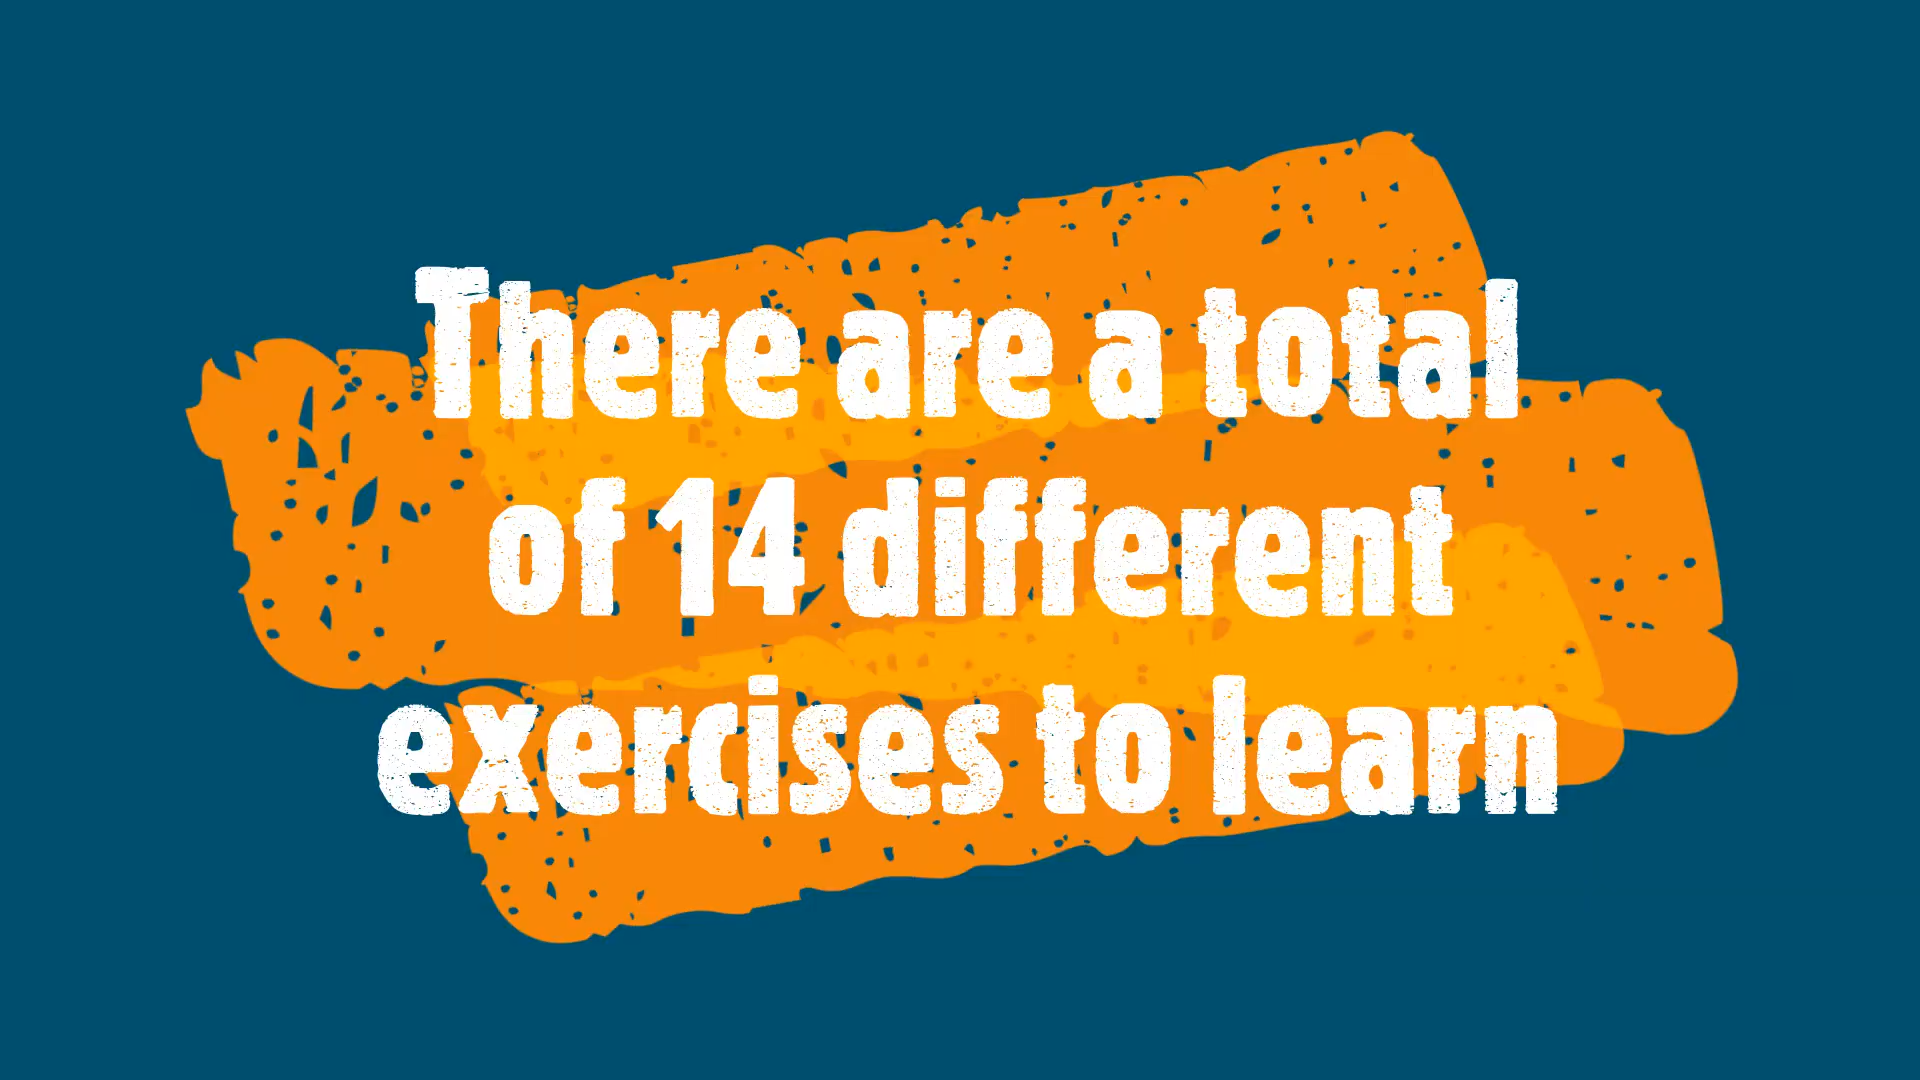 There are a total
of 14 different
exercises to learn